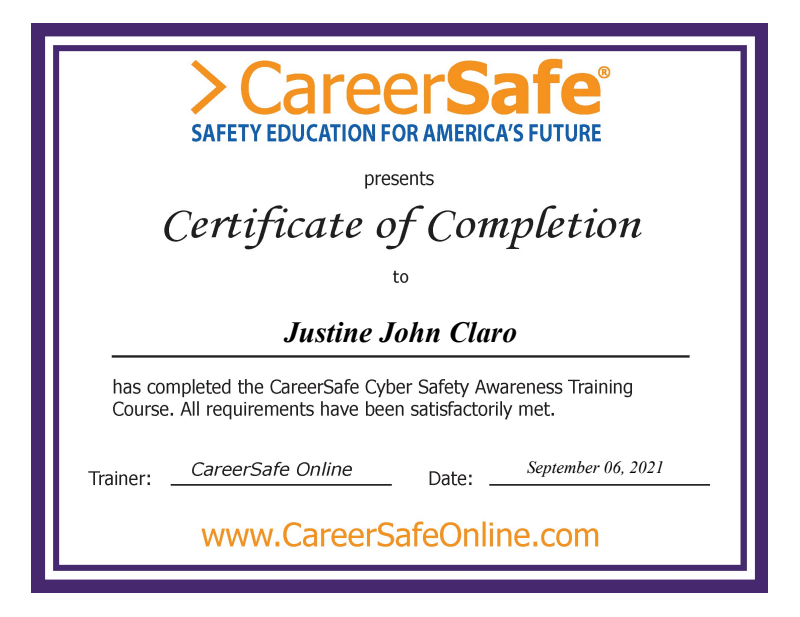 CareerSafe®
SAFETY EDUCATION FOR AMERICA'S FUTURE
presents
Certificate of Completion
to
Justine John Claro
has completed the CareerSafe Cyber Safety Awareness Training
Course. All requirements have been satisfactorily met.
Trainer: CareerSafe Online Date: September 06, 2021
www.CareerSafeOnline.com